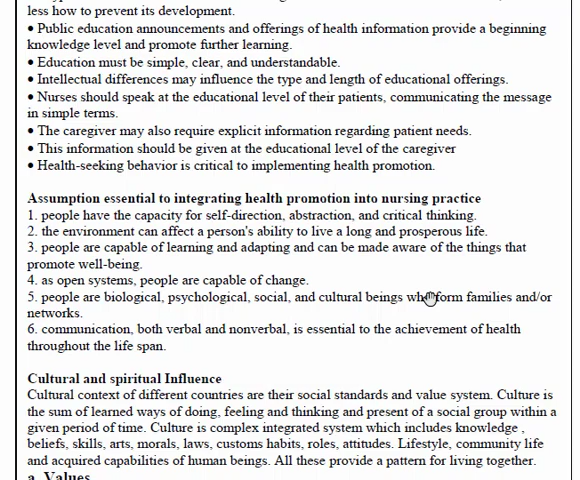 less how to prevent its development.
• Public education announcements and offerings of health information provide a beginning
knowledge level and promote further learning.
• Education must be simple, clear, and understandable.
• Intellectual differences may influence the type and length of educational offerings.
• Nurses should speak at the educational level of their patients, communicating the message
in simple terms.
• The caregiver may also require explicit information regarding patient needs.
• This information should be given at the educational level of the caregiver
• Health-seeking behavior is critical to implementing health promotion.
Assumption essential to integrating health promotion into nursing practice
1. people have the capacity for self-direction, abstraction, and critical thinking.
2. the environment can affect a person's ability to live a long and prosperous life.
3. people are capable of learning and adapting and can be made aware of the things that
promote well-being.
4. as open systems, people are capable of change.
5. people are biological, psychological, social, and cultural beings who form families and/or
networks.
6. communication, both verbal and nonverbal, is essential to the achievement of health
throughout the life span.
Cultural and spiritual Influence
Cultural context of different countries are their social standards and value system. Culture is
the sum of learned ways of doing, feeling and thinking and present of a social group within a
given period of time. Culture is complex integrated system which includes knowledge ,
beliefs, skills, arts, morals, laws, customs habits, roles, attitudes. Lifestyle, community life
and acquired capabilities of human beings. All these provide a pattern for living together.
a. Values